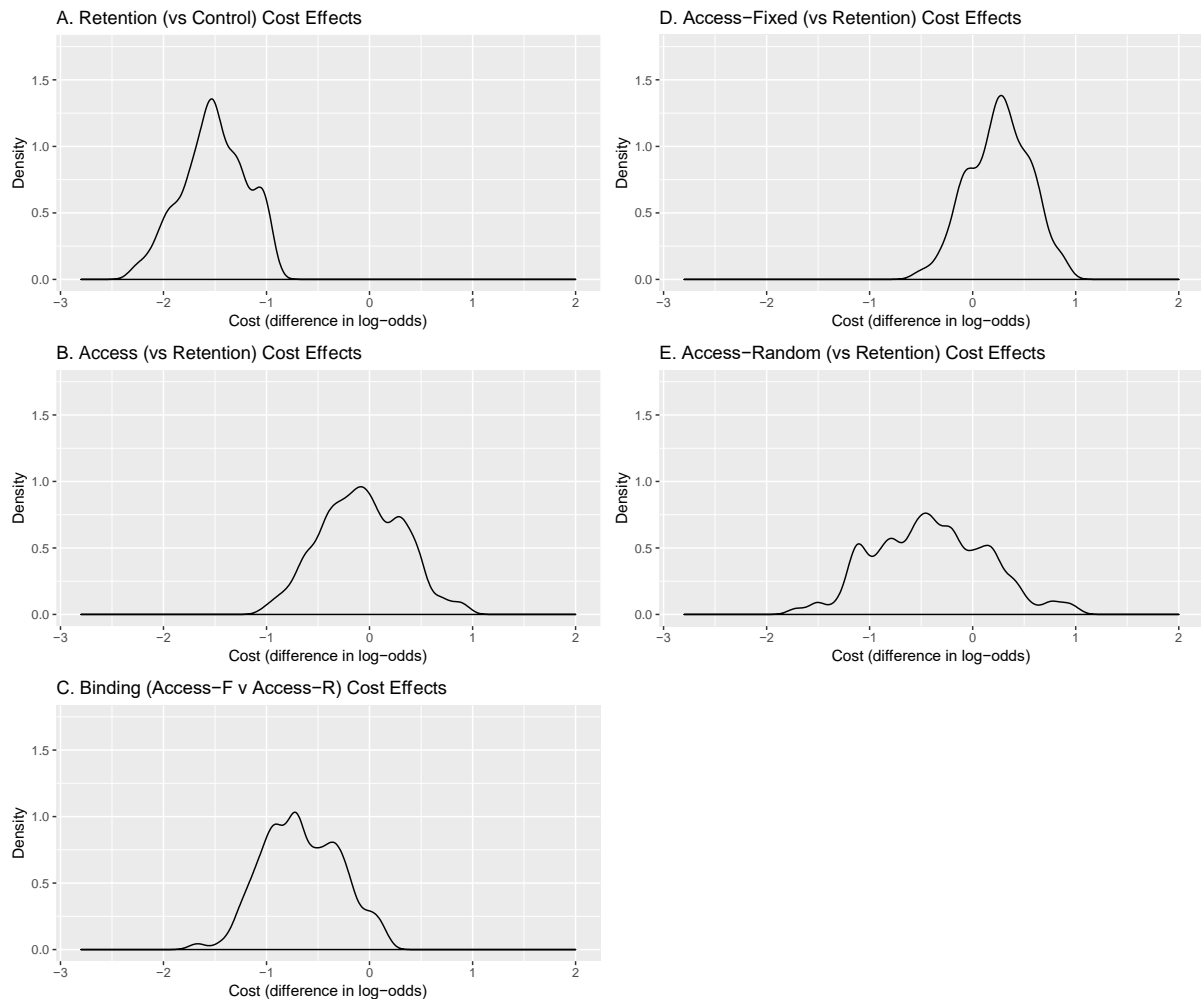 A. Retention (vs Control) Cost Effects
1.5
1.0
0.5
0.0
Density
−3 −2 −1 0 1 2
Cost (difference in log−odds)
B. Access (vs Retention) Cost Effects
1.5
1.0
0.5
0.0
Density
−3 −2 −1 0 1 2
Cost (difference in log−odds)
C. Binding (Access−F v Access−R) Cost Effects
1.5
1.0
0.5
0.0
Density
−3 −2 −1 0 1 2
Cost (difference in log−odds)
D. Access−Fixed (vs Retention) Cost Effects
1.5
1.0
0.5
0.0
Density
−3 −2 −1 0 1 2
Cost (difference in log−odds)
E. Access−Random (vs Retention) Cost Effects
1.5
1.0
0.5
0.0
Density
−3 −2 −1 0 1 2
Cost (difference in log−odds)